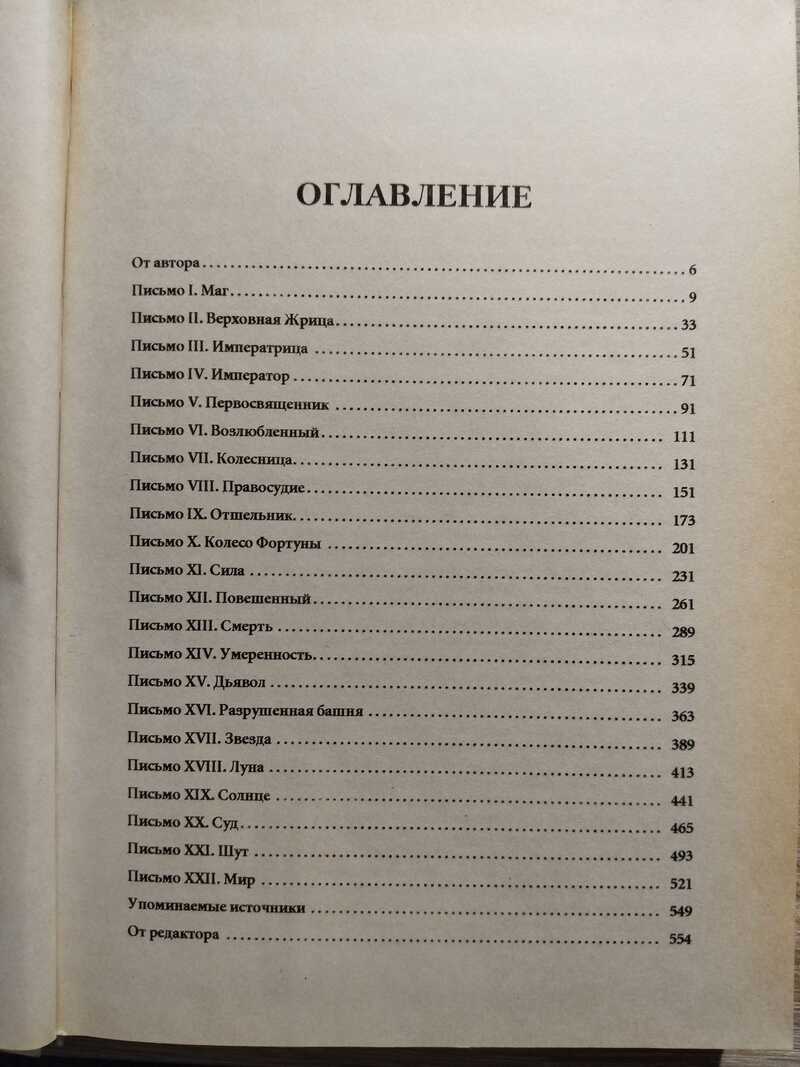 ОГЛАВЛЕНИЕ
От автора 6
Письмо I. Маг 9
Письмо II. Верховная Жрица 33
Письмо III. Императрица 51
Письмо IV. Император 71
Письмо V. Первосвященник 91
Письмо VI. Возлюбленный 111
Письмо VII. Колесница 131
Письмо VIII. Правосудие 151
Письмо IX. Отшельник 173
Письмо X. Колесо Фортуны 201
Письмо XI. Сила 231
Письмо XII. Повешенный 261
Письмо XIII. Смерть 289
Письмо XIV. Умеренность 315
Письмо XV. Дьявол 339
Письмо XVI. Разрушенная башня 363
Письмо XVII. Звезда 389
Письмо XVIII. Луна 413
Письмо XIX. Солнце 441
Письмо XX. Суд 465
Письмо XXI. Шут 493
Письмо XXII. Мир 521
Упоминаемые источники 549
От редактора 554